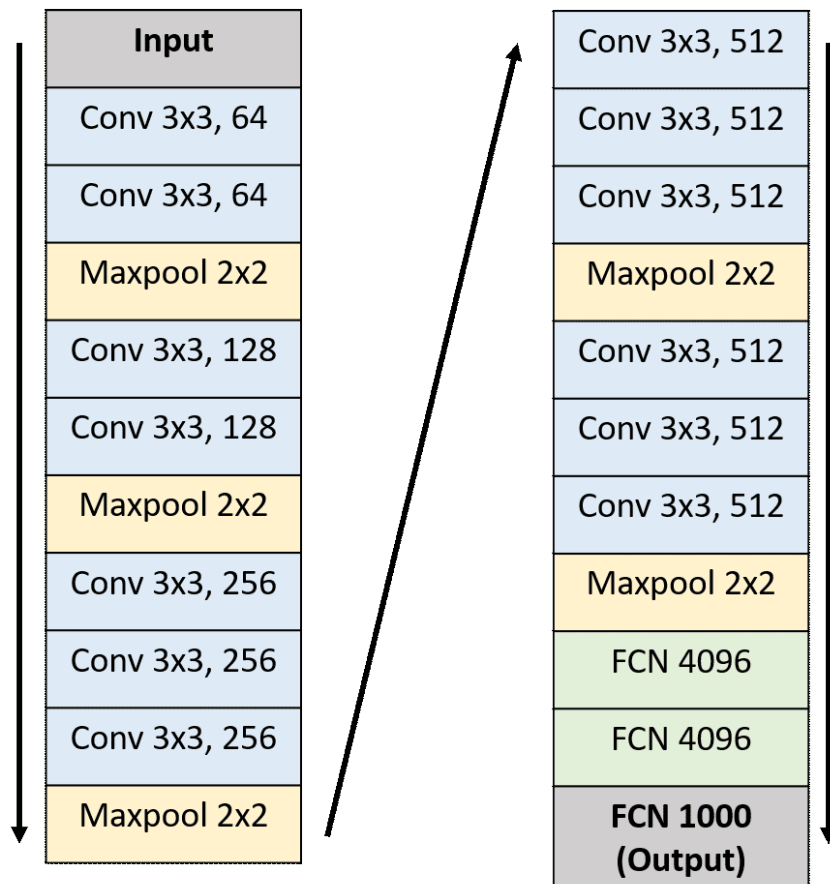 Input
Conv 3x3, 64
Conv 3x3, 64
Maxpool 2x2
Conv 3x3, 128
Conv 3x3, 128
Maxpool 2x2
Conv 3x3, 256
Conv 3x3, 256
Conv 3x3, 256
Maxpool 2x2
Conv 3x3, 512
Conv 3x3, 512
Conv 3x3, 512
Maxpool 2x2
Conv 3x3, 512
Conv 3x3, 512
Conv 3x3, 512
Maxpool 2x2
FCN 4096
FCN 4096
FCN 1000
(Output)